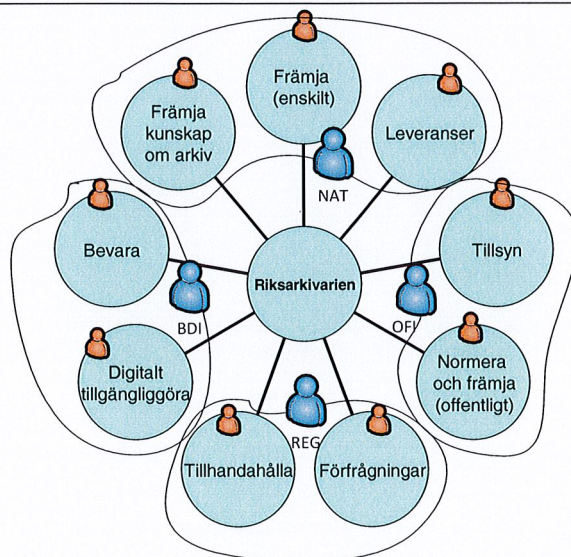 Främja
(enskilt)
Främja
kunskap
om arkiv
Leveranser
NAT
Bevara
Tillsyn
Riksarkivarien
BDI
OFI
Digitalt
tillgängliggöra
Normera
och främja
(offentligt)
REG
Tillhandahålla
Förfrågningar